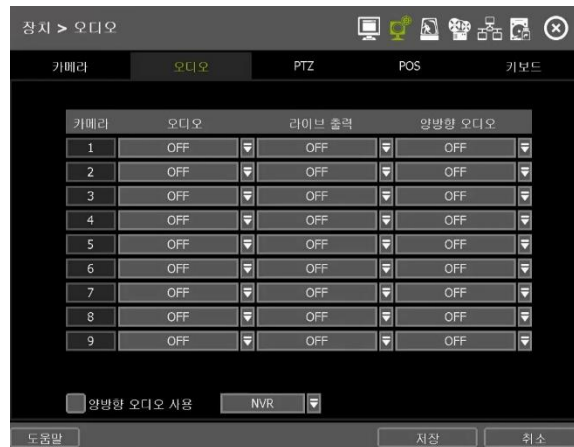 장치 > 오디오
카메라 오디오 PTZ POS 키보드
카메라 오디오 라이브 출력 양방향 오디오
1 OFF OFF OFF
2 OFF OFF OFF
3 OFF OFF OFF
4 OFF OFF OFF
5 OFF OFF OFF
6 OFF OFF OFF
7 OFF OFF OFF
8 OFF OFF OFF
9 OFF OFF OFF
양방향 오디오 사용 NVR
도움말 저장 취소